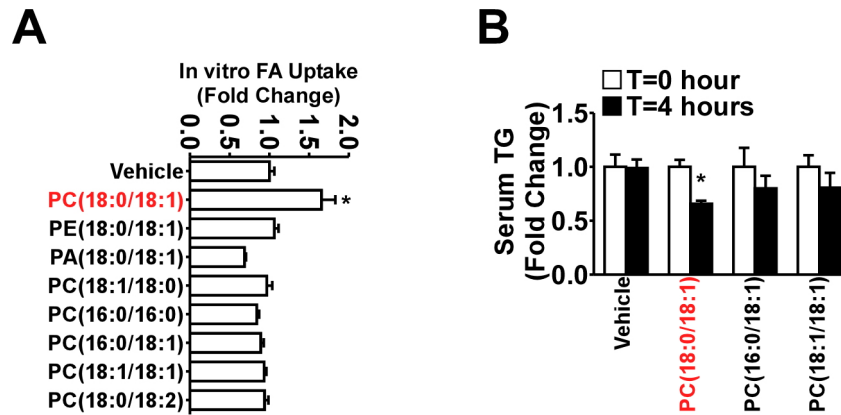 A
In vitro FA Uptake
(Fold Change)
0.0
0.5
1.0
1.5
2.0
Vehicle
PC(18:0/18:1)
*
PE(18:0/18:1)
PA(18:0/18:1)
PC(18:1/18:0)
PC(16:0/16:0)
PC(16:0/18:1)
PC(18:1/18:1)
PC(18:0/18:2)
B
T=0 hour
T=4 hours
Serum TG
(Fold Change)
1.5
1.0
0.5
0.0
*
Vehicle
PC(18:0/18:1)
PC(16:0/18:1)
PC(18:1/18:1)